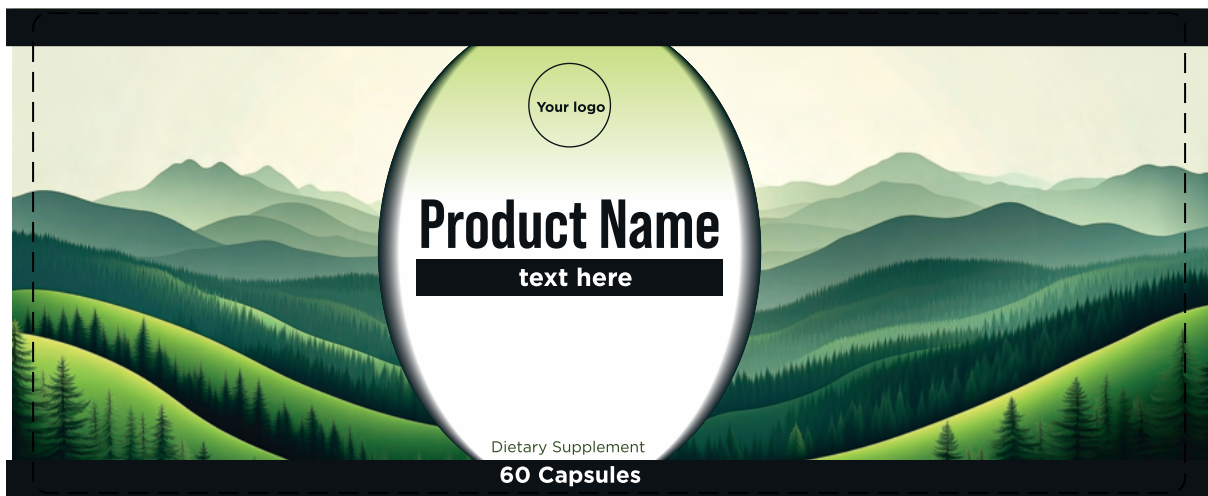 Your logo
Product Name
text here
Dietary Supplement
60 Capsules